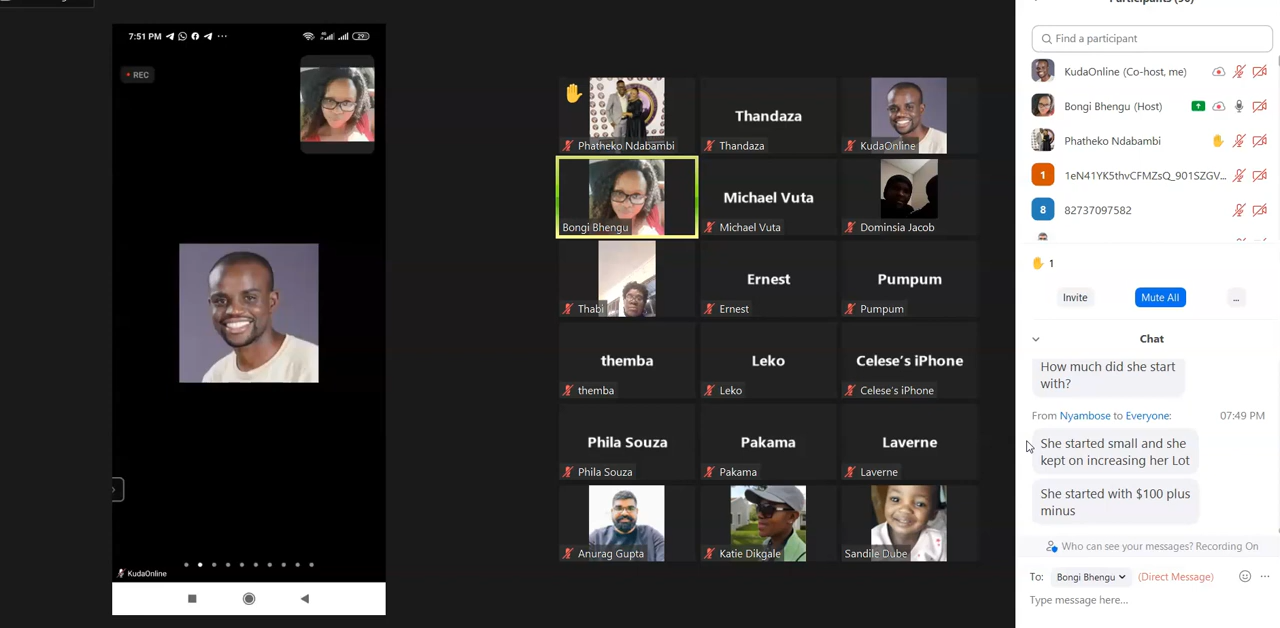 7:51 PM
29
REC
KudaOnline
Phatheko Ndabambi
Thandaza
Thandaza
KudaOnline
Bongi Bhengu
Michael Vuta
Michael Vuta
Dominsia Jacob
Thabi
Ernest
Ernest
Pumpum
Pumpum
themba
themba
Leko
Leko
Celese's iPhone
Celese's iPhone
Phila Souza
Phila Souza
Pakama
Pakama
Laverne
Laverne
Anurag Gupta
Katie Dikgale
Sandile Dube
Find a participant
KudaOnline (Co-host, me)
Bongi Bhengu (Host)
Phatheko Ndabambi
1 1eN41YK5thvCFMZsQ_901SZGV...
8 82737097582
1
Invite
Mute All
...
Chat
How much did she start
with?
From Nyambose to Everyone: 07:49 PM
She started small and she
kept on increasing her Lot
She started with $100 plus
minus
Who can see your messages? Recording On
To: Bongi Bhengu (Direct Message)
Type message here...